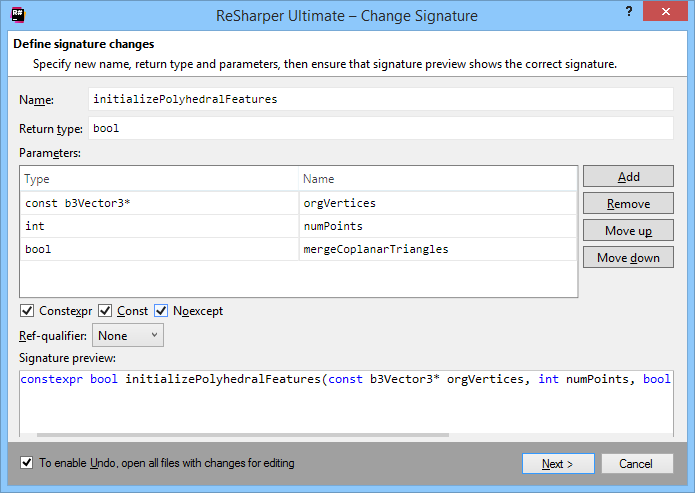 R#
ReSharper Ultimate – Change Signature
?
Define signature changes
Specify new name, return type and parameters, then ensure that signature preview shows the correct signature.
Name: initializePolyhedralFeatures
Return type: bool
Parameters:
Type Name
const b3Vector3* orgVertices
int numPoints
bool mergeCoplanarTriangles
Add
Remove
Move up
Move down
Constexpr Const Noexcept
Ref-qualifier: None
Signature preview:
constexpr bool initializePolyhedralFeatures(const b3Vector3* orgVertices, int numPoints, bool
To enable Undo, open all files with changes for editing
Next >
Cancel